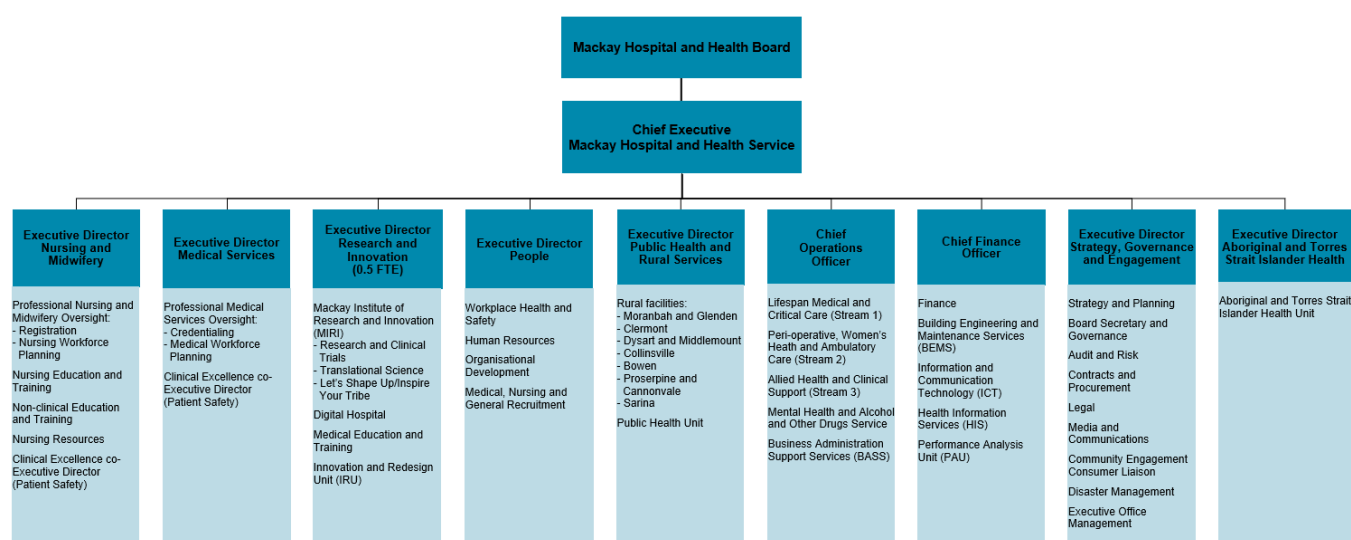 Mackay Hospital and Health Board
Chief Executive
Mackay Hospital and Health Service
Executive Director
Nursing and
Midwifery
Professional Nursing and
Midwifery Oversight:
- Registration
- Nursing Workforce
Planning
Nursing Education and
Training
Non-clinical Education
and Training
Nursing Resources
Clinical Excellence co-
Executive Director
(Patient Safety)
Executive Director
Medical Services
Professional Medical
Services Oversight:
- Credentialing
- Medical Workforce
Planning
Clinical Excellence co-
Executive Director
(Patient Safety)
Executive Director
Research and
Innovation
(0.5 FTE)
Mackay Institute of
Research and Innovation
(MIRI)
- Research and Clinical
Trials
- Translational Science
- Let's Shape Up/Inspire
Your Tribe
Digital Hospital
Medical Education and
Training
Innovation and Redesign
Unit (IRU)
Executive Director
People
Workplace Health and
Safety
Human Resources
Organisational
Development
Medical, Nursing and
General Recruitment
Executive Director
Public Health and
Rural Services
Rural facilities:
- Moranbah and Glenden
- Clermont
- Dysart and Middlemount
- Collinsville
- Bowen
- Proserpine and
Cannonvale
- Sarina
Public Health Unit
Chief
Operations
Officer
Lifespan Medical and
Critical Care (Stream 1)
Peri-operative, Women's
Heath and Ambulatory
Care (Stream 2)
Allied Health and Clinical
Support (Stream 3)
Mental Health and Alcohol
and Other Drugs Service
Business Administration
Support Services (BASS)
Chief Finance
Officer
Finance
Building Engineering and
Maintenance Services
(BEMS)
Information and
Communication
Technology (ICT)
Health Information
Services (HIS)
Performance Analysis
Unit (PAU)
Executive Director
Strategy, Governance
and Engagement
Strategy and Planning
Board Secretary and
Governance
Audit and Risk
Contracts and
Procurement
Legal
Media and
Communications
Community Engagement
Consumer Liaison
Disaster Management
Executive Office
Management
Executive Director
Aboriginal and Torres
Strait Islander Health
Aboriginal and Torres Strait
Islander Health Unit